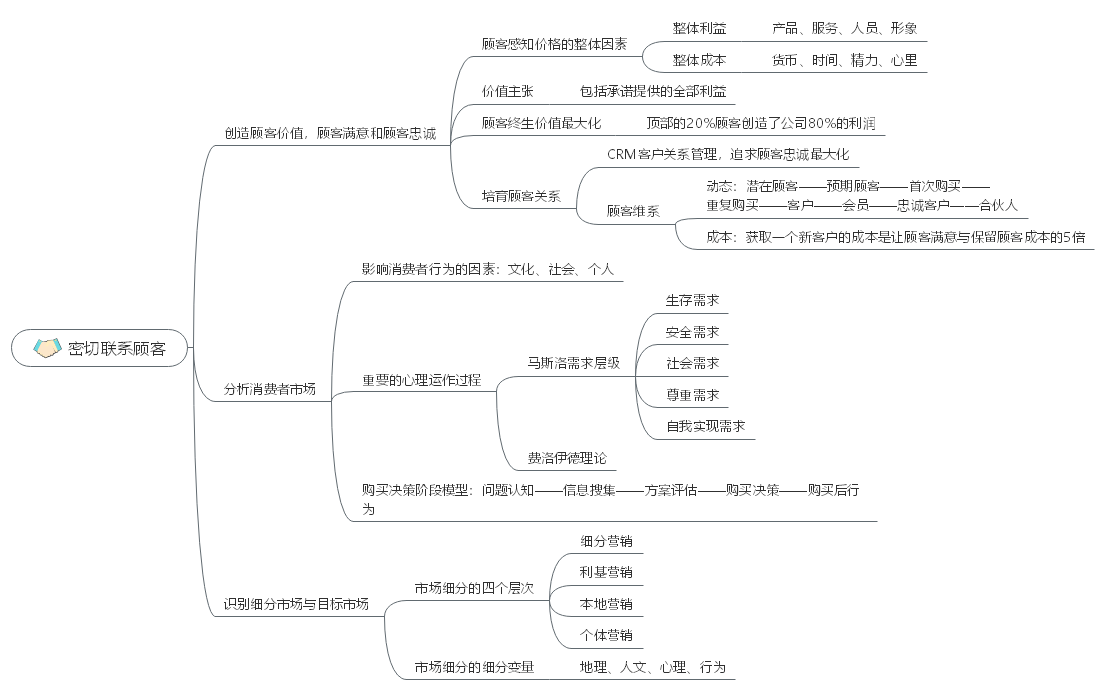 密切联系顾客
创造顾客价值，顾客满意和顾客忠诚
顾客感知价格的整体因素
整体利益
产品、服务、人员、形象
整体成本
货币、时间、精力、心里
价值主张
包括承诺提供的全部利益
顾客终生价值最大化
顶部的20%顾客创造了公司80%的利润
培育顾客关系
CRM 客户关系管理，追求顾客忠诚最大化
顾客维系
动态：潜在顾客——预期顾客——首次购买——
重复购买——客户——会员——忠诚客户——合伙人
成本：获取一个新客户的成本是让顾客满意与保留顾客成本的5倍
分析消费者市场
影响消费者行为的因素：文化、社会、个人
重要的心理运作过程
马斯洛需求层级
生存需求
安全需求
社会需求
尊重需求
自我实现需求
费洛伊德理论
购买决策阶段模型：问题认知——信息搜集——方案评估——购买决策——购买后行
为
识别细分市场与目标市场
市场细分的四个层次
细分营销
利基营销
本地营销
个体营销
市场细分的细分变量
地理、人文、心理、行为